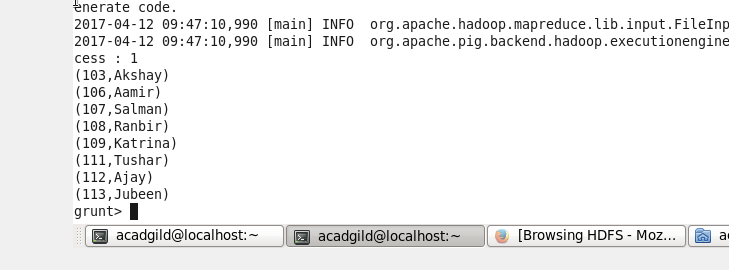 enerate code.
2017-04-12 09:47:10,990 [main] INFO  org.apache.hadoop.mapreduce.lib.input.FileInp
2017-04-12 09:47:10,990 [main] INFO  org.apache.pig.backend.hadoop.executionengine
cess : 1
(103,Akshay)
(106,Aamir)
(107,Salman)
(108,Ranbir)
(109,Katrina)
(111,Tushar)
(112,Ajay)
(113,Jubeen)
grunt>
acadgild@localhost:~ acadgild@localhost:~ [Browsing HDFS - Moz... ac